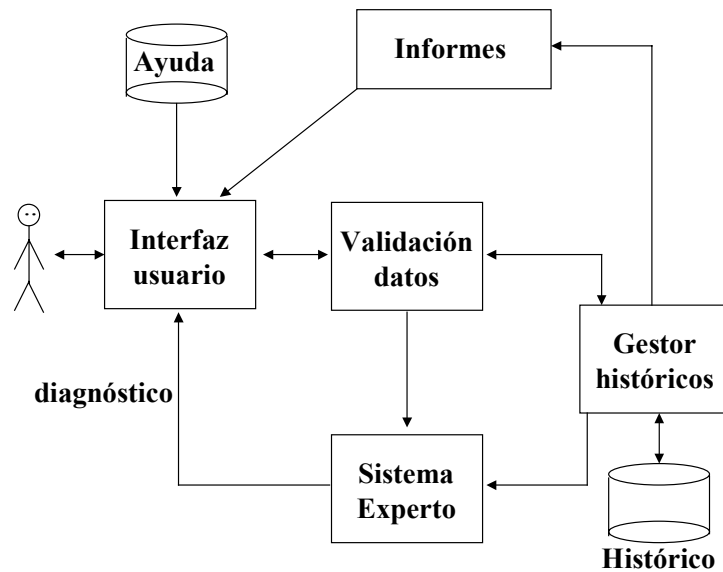 Ayuda
Informes
Interfaz
usuario
Validación
datos
Gestor
históricos
diagnóstico
Sistema
Experto
Histórico